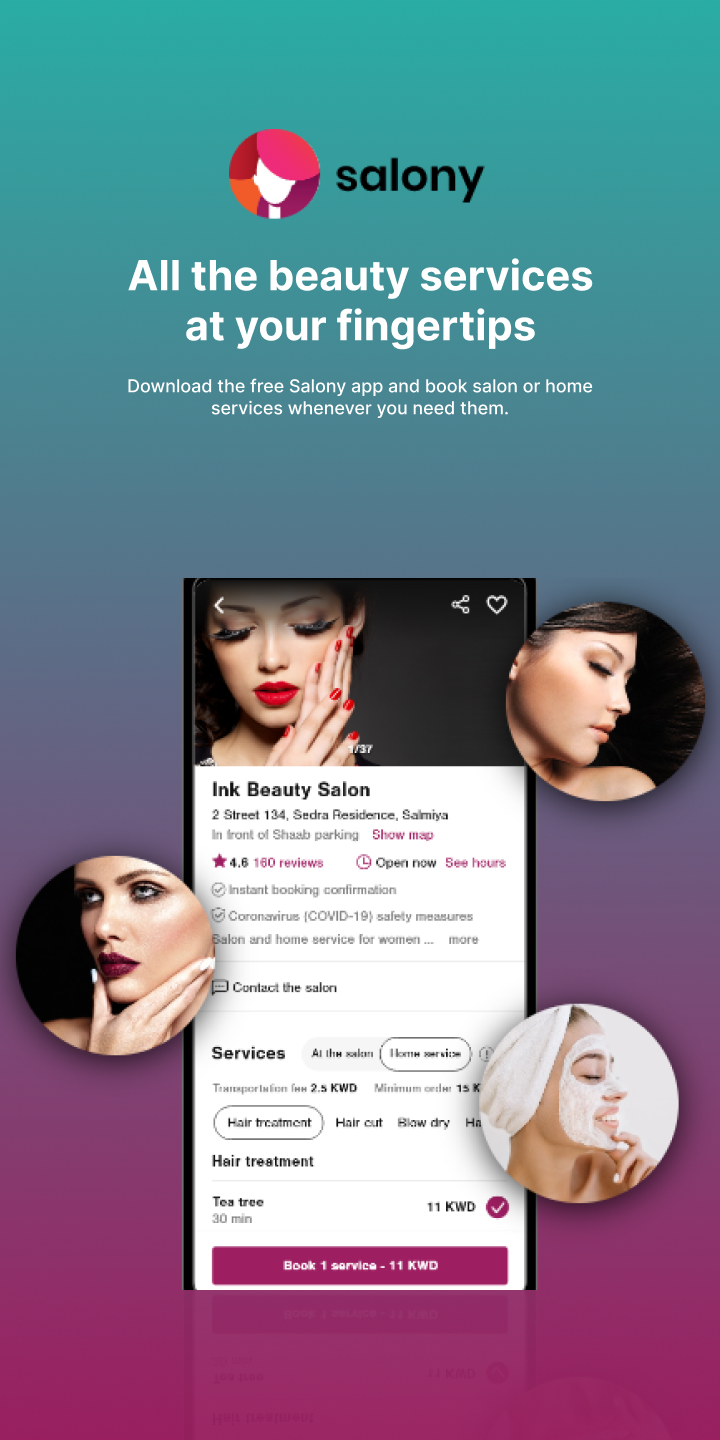 salony
All the beauty services
at your fingertips
Download the free Salony app and book salon or home
services whenever you need them.
1/37
Ink Beauty Salon
2 Street 134, Sedra Residence, Salmiya
In front of Shaab parking Show map
4.6 160 reviews Open now See hours
Instant booking confirmation
Coronavirus (COVID-19) safety measures
Salon and home service for women ... more
Contact the salon
Services At the salon Home service
Transportation fee 2.5 KWD Minimum order 15 K
Hair treatment Hair cut Blow dry Ha
Hair treatment
Tea tree 11 KWD
30 min
Book 1 service - 11 KWD